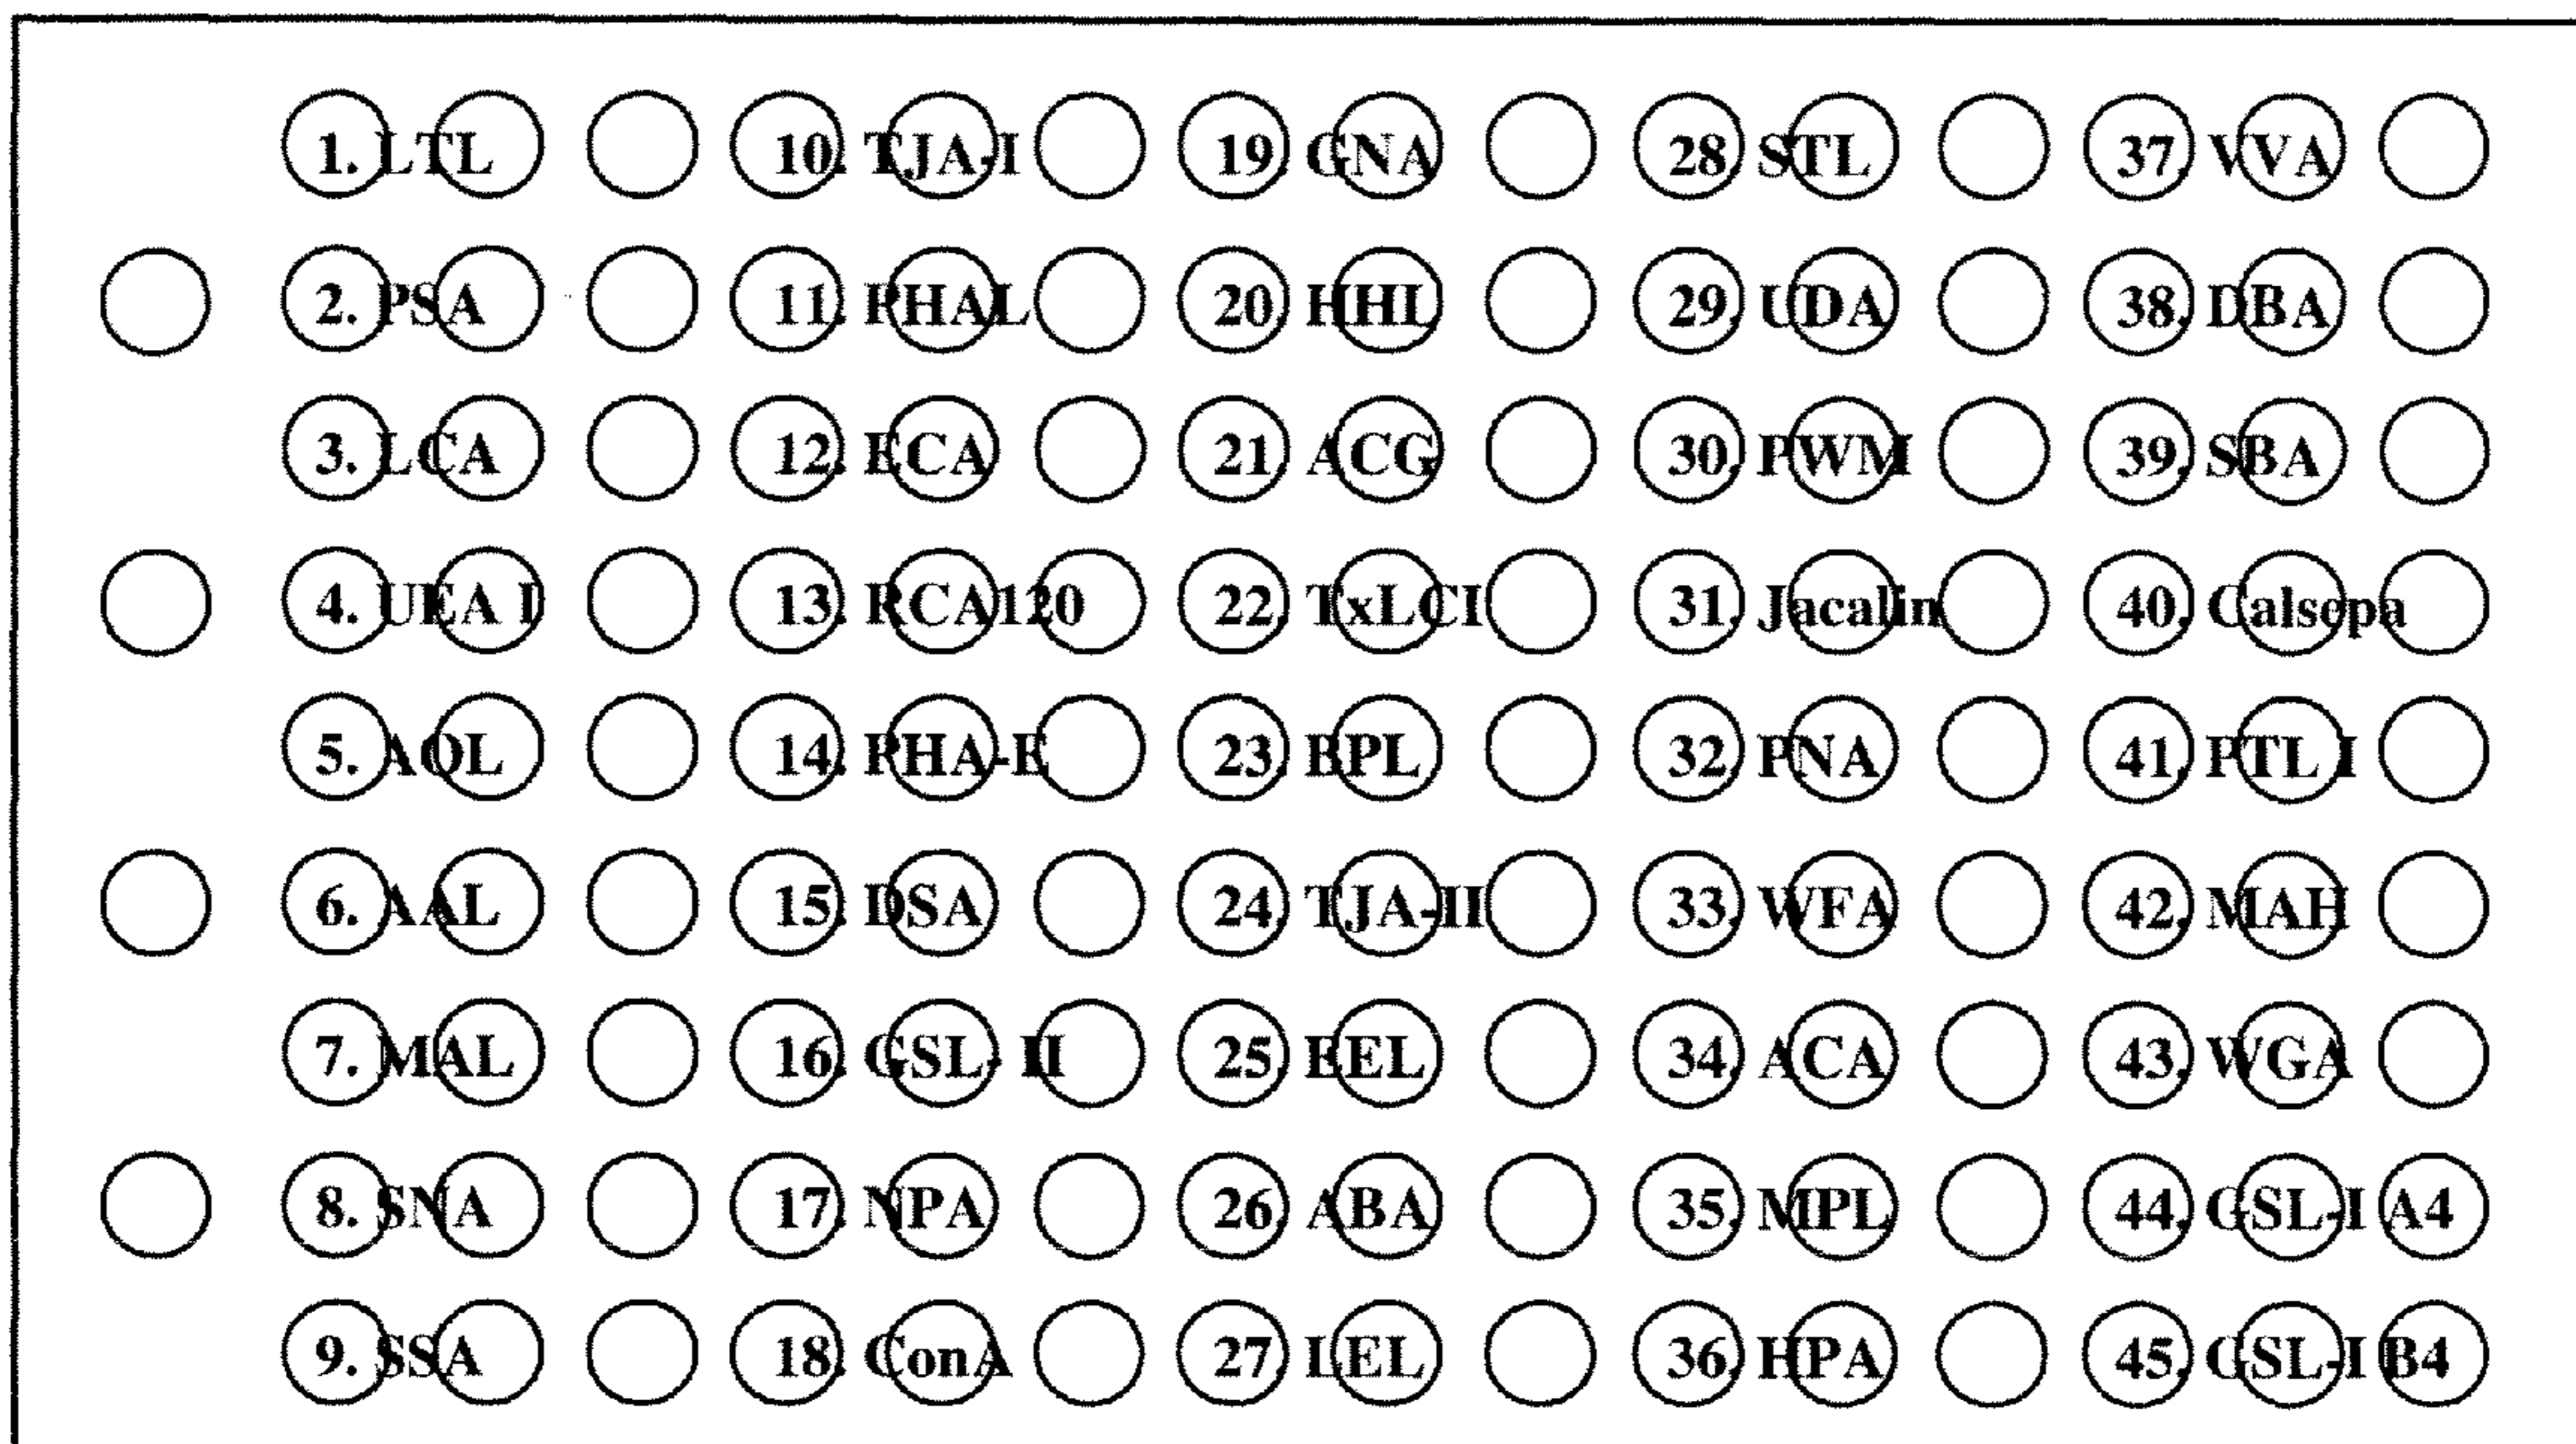 1. LTL 10. TJA-I 19. GNA 28. STL 37. VVA
2. PSA 11. PHAL 20. HHL 29. UDA 38. DBA
3. LCA 12. ECA 21. ACG 30. PWM 39. SBA
4. UEA I 13. RCA120 22. TxLCI 31. Jacalin 40. Calsepa
5. AOL 14. PHA-E 23. BPL 32. PNA 41. PTL I
6. AAL 15. DSA 24. TJA-II 33. WFA 42. MAH
7. MAL 16. GSL- II 25. EEL 34. ACA 43. WGA
8. SNA 17. NPA 26. ABA 35. MPL 44. GSL-I A4
9. SSA 18. ConA 27. LEL 36. HPA 45. GSL-I B4